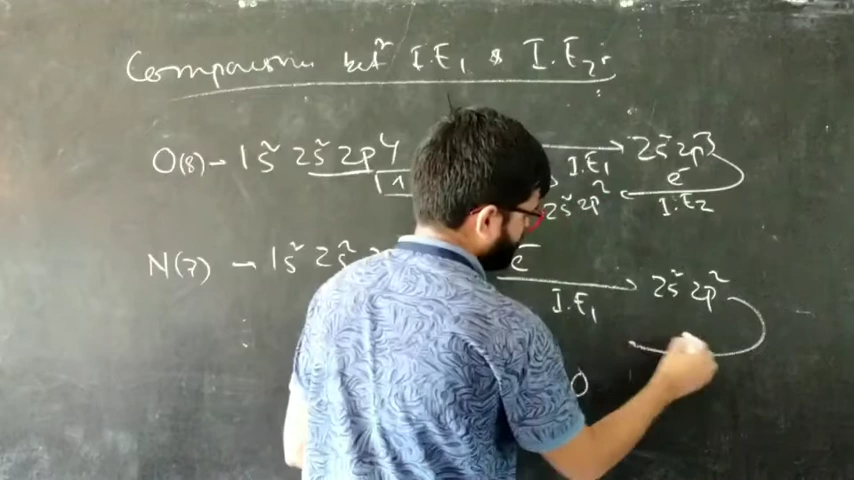 Comparison betⁿ I.E₁ & I.E₂.
O(8) - 1s² 2s² 2p⁴ → 2s² 2p³
I.E₁ e⁻
2s² 2p² I.E₂
N(7) - 1s² 2s² e⁻ → 2s² 2p²
I.E₁
O